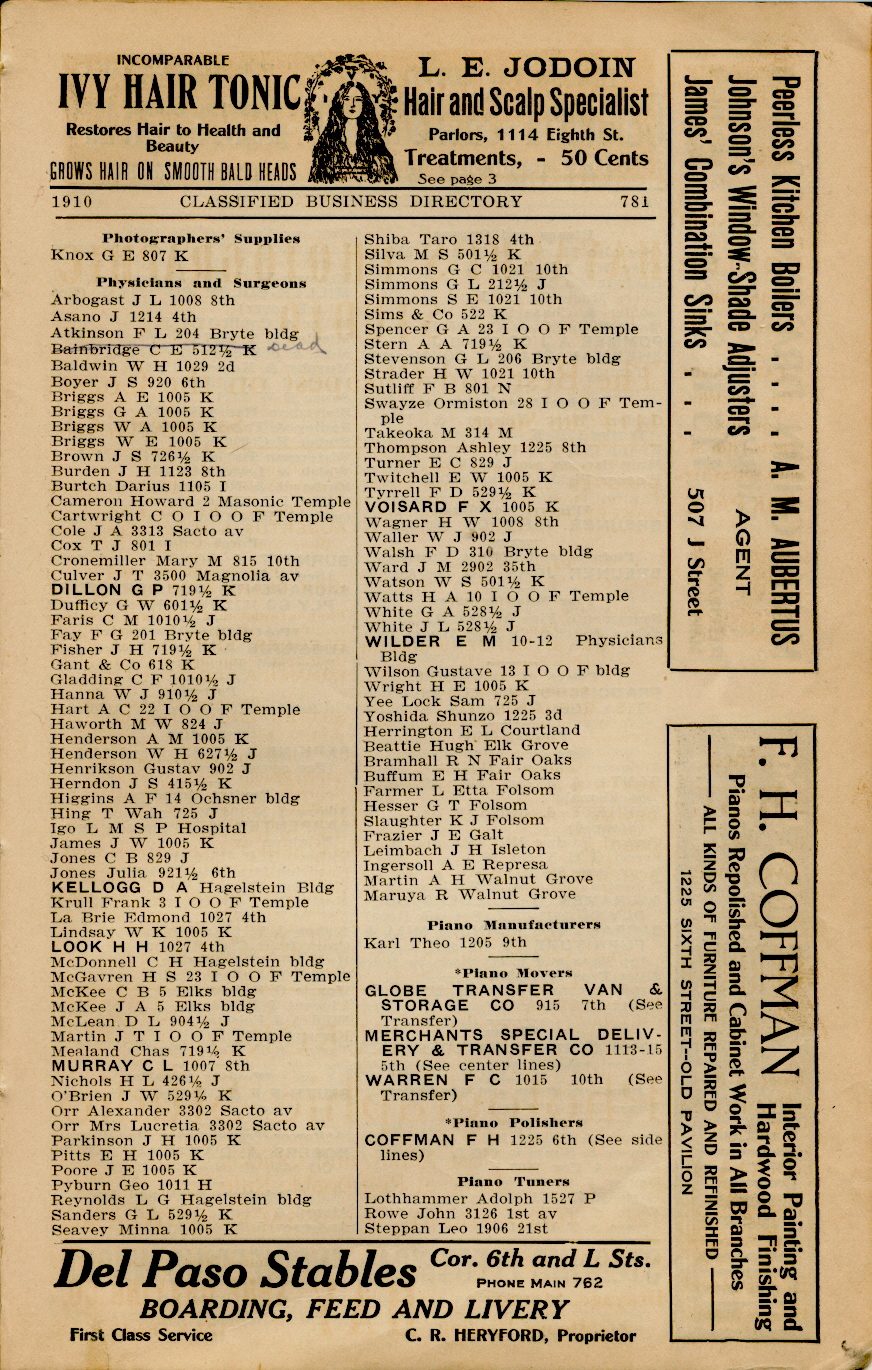 INCOMPARABLE
IVY HAIR TONIC
Restores Hair to Health and
Beauty
GROWS HAIR ON SMOOTH BALD HEADS
L. E. JODOIN
Hair and Scalp Specialist
Parlors, 1114 Eighth St.
Treatments, - 50 Cents
See page 3
1910 CLASSIFIED BUSINESS DIRECTORY 781
Photographers' Supplies
Knox G E 807 K
Physicians and Surgeons
Arbogast J L 1008 8th
Asano J 1214 4th
Atkinson F L 204 Bryte bldg
Bainbridge C E 512½ K dead
Baldwin W H 1029 2d
Boyer J S 920 6th
Briggs A E 1005 K
Briggs G A 1005 K
Briggs W A 1005 K
Briggs W E 1005 K
Brown J S 726½ K
Burden J H 1123 8th
Burtch Darius 1105 I
Cameron Howard 2 Masonic Temple
Cartwright C O I O O F Temple
Cole J A 3313 Sacto av
Cox T J 801 I
Cronemiller Mary M 815 10th
Culver J T 3500 Magnolia av
DILLON G P 719½ K
Dufficy G W 601½ K
Faris C M 1010½ J
Fay F G 201 Bryte bldg
Fisher J H 719½ K
Gant & Co 618 K
Gladding C F 1010½ J
Hanna W J 910½ J
Hart A C 22 I O O F Temple
Haworth M W 824 J
Henderson A M 1005 K
Henderson W H 627½ J
Henrikson Gustav 902 J
Herndon J S 415½ K
Higgins A F 14 Ochsner bldg
Hing T Wah 725 J
Igo L M S P Hospital
James J W 1005 K
Jones C B 829 J
Jones Julia 921½ 6th
KELLOGG D A Hagelstein Bldg
Krull Frank 3 I O O F Temple
La Brie Edmond 1027 4th
Lindsay W K 1005 K
LOOK H H 1027 4th
McDonnell C H Hagelstein bldg
McGavren H S 23 I O O F Temple
McKee C B 5 Elks bldg
McKee J A 5 Elks bldg
McLean D L 904½ J
Martin J T I O O F Temple
Mealand Chas 719½ K
MURRAY C L 1007 8th
Nichols H L 426½ J
O'Brien J W 529½ K
Orr Alexander 3302 Sacto av
Orr Mrs Lucretia 3302 Sacto av
Parkinson J H 1005 K
Pitts E H 1005 K
Poore J E 1005 K
Pyburn Geo 1011 H
Reynolds L G Hagelstein bldg
Sanders G L 529½ K
Seavey Minna 1005 K
Shiba Taro 1318 4th
Silva M S 501½ K
Simmons G C 1021 10th
Simmons G L 212½ J
Simmons S E 1021 10th
Sims & Co 522 K
Spencer G A 23 I O O F Temple
Stern A A 719½ K
Stevenson G L 206 Bryte bldg
Strader H W 1021 10th
Sutliff F B 801 N
Swayze Ormiston 28 I O O F Tem-
ple
Takeoka M 314 M
Thompson Ashley 1225 8th
Turner E C 829 J
Twitchell E W 1005 K
Tyrrell F D 529½ K
VOISARD F X 1005 K
Wagner H W 1008 8th
Waller W J 902 J
Walsh F D 310 Bryte bldg
Ward J M 2902 35th
Watson W S 501½ K
Watts H A 10 I O O F Temple
White G A 528½ J
White J L 528½ J
WILDER E M 10-12 Physicians
Bldg
Wilson Gustave 13 I O O F bldg
Wright H E 1005 K
Yee Lock Sam 725 J
Yoshida Shunzo 1225 3d
Herrington E L Courtland
Beattie Hugh Elk Grove
Bramhall R N Fair Oaks
Buffum E H Fair Oaks
Farmer L Etta Folsom
Hesser G T Folsom
Slaughter K J Folsom
Frazier J E Galt
Leimbach J H Isleton
Ingersoll A E Represa
Martin A H Walnut Grove
Maruya R Walnut Grove
Piano Manufacturers
Karl Theo 1205 9th
*Piano Movers
GLOBE TRANSFER VAN &
STORAGE CO 915 7th (See
Transfer)
MERCHANTS SPECIAL DELIV-
ERY & TRANSFER CO 1113-15
5th (See center lines)
WARREN F C 1015 10th (See
Transfer)
*Piano Polishers
COFFMAN F H 1225 6th (See side
lines)
Piano Tuners
Lothhammer Adolph 1527 P
Rowe John 3126 1st av
Steppan Leo 1906 21st
Peerless Kitchen Boilers . . . . A. M. AUBERTUS
Johnson's Window-Shade Adjusters AGENT
James' Combination Sinks . . . 507 J Street
F. H. COFFMAN Interior Painting and
Hardwood Finishing
Pianos Repolished and Cabinet Work in All Branches
ALL KINDS OF FURNITURE REPAIRED AND REFINISHED
1225 SIXTH STREET--OLD PAVILION
Del Paso Stables Cor. 6th and L Sts.
PHONE MAIN 762
BOARDING, FEED AND LIVERY
First Class Service C. R. HERYFORD, Proprietor